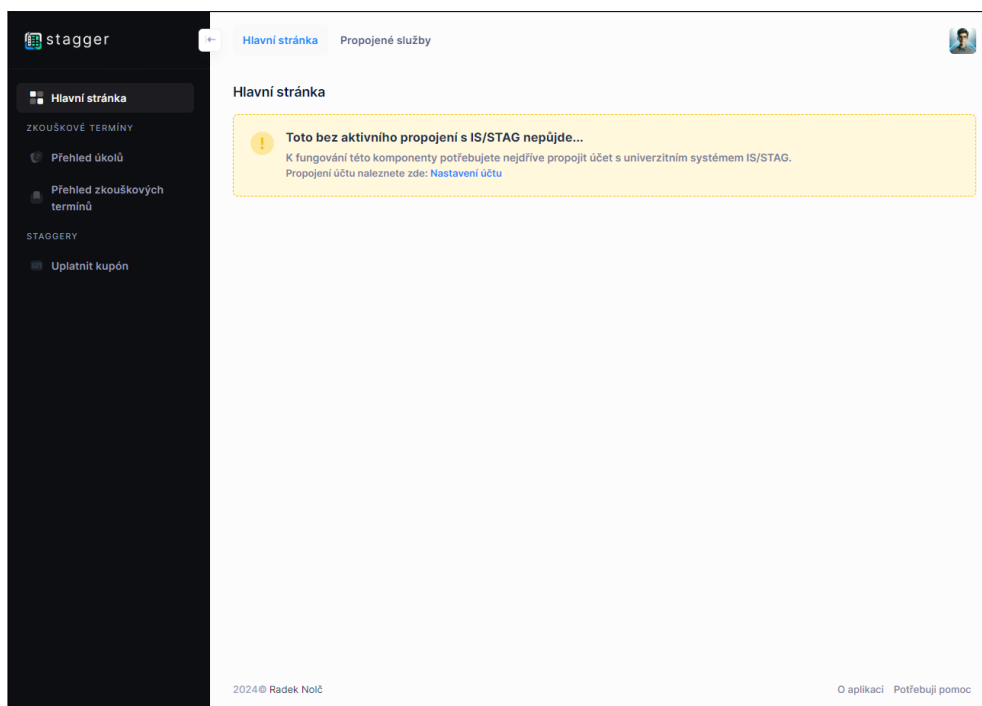 stagger
Hlavní stránka
Propojené služby
Hlavní stránka
ZKOUŠKOVÉ TERMÍNY
Přehled úkolů
Přehled zkouškových
termínů
STAGGERY
Uplatnit kupón
Hlavní stránka
Toto bez aktivního propojení s IS/STAG nepůjde...
K fungování této komponenty potřebujete nejdříve propojit účet s univerzitním systémem IS/STAG.
Propojení účtu naleznete zde: Nastavení účtu
2024© Radek Nolč
O aplikaci
Potřebuji pomoc